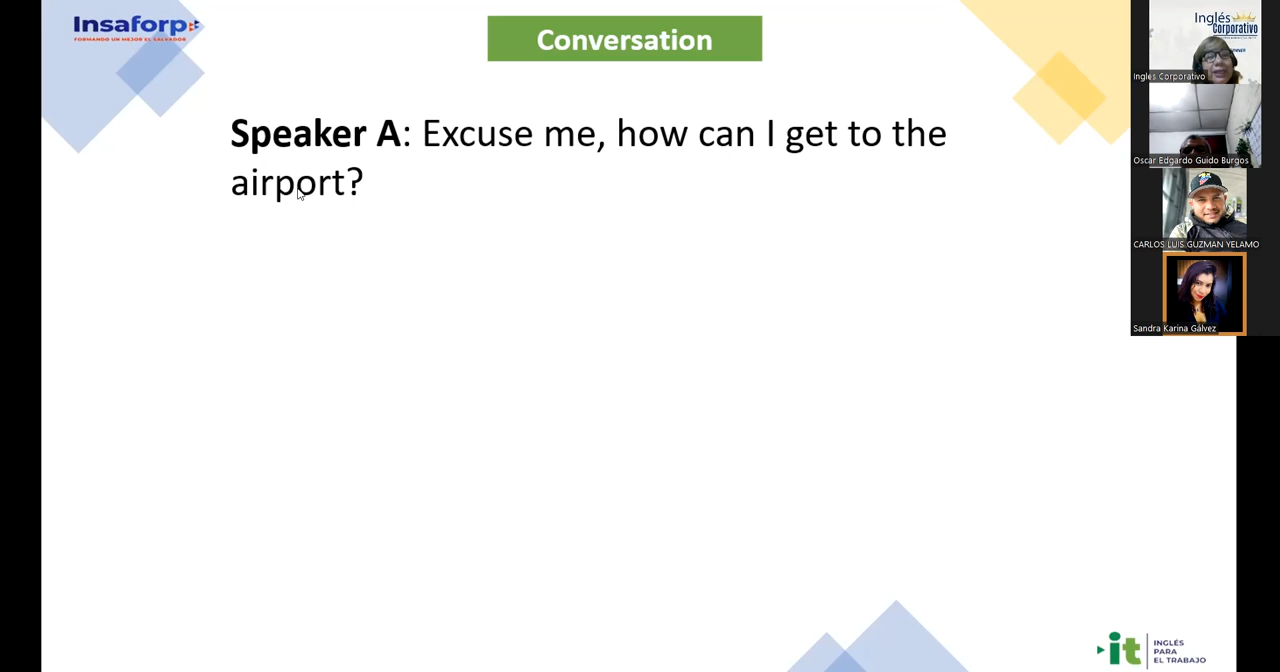 Insaforp
FORMANDO UN MEJOR EL SALVADOR
Conversation
Speaker A: Excuse me, how can I get to the
airport?
Inglés
Corporativo
Ingles Corporativo
Oscar Edgardo Guido Burgos
CARLOS LUIS GUZMAN YELAMO
Sandra Karina Gálvez
it
INGLÉS
PARA
EL TRABAJO